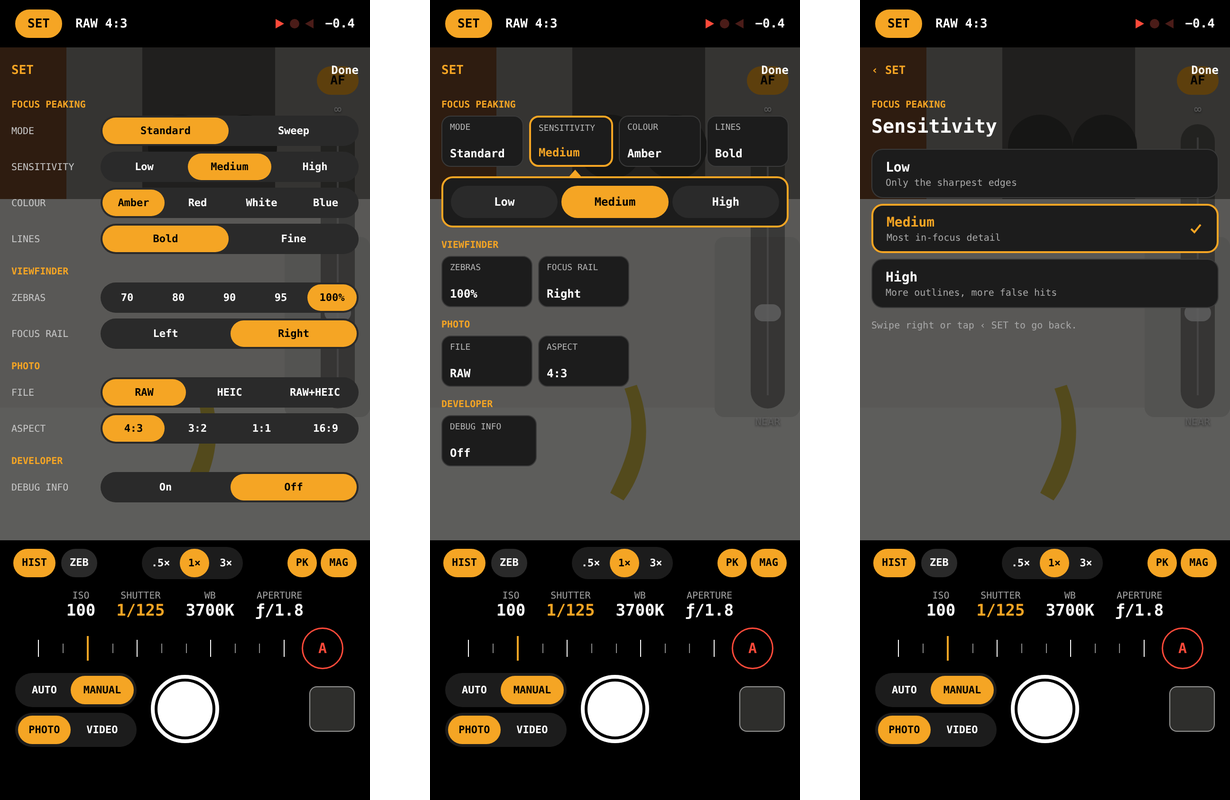 SET RAW 4:3 −0.4
SET Done
AF
∞
FOCUS PEAKING
MODE Standard Sweep
SENSITIVITY Low Medium High
COLOUR Amber Red White Blue
LINES Bold Fine
VIEWFINDER
ZEBRAS 70 80 90 95 100%
FOCUS RAIL Left Right
PHOTO
FILE RAW HEIC RAW+HEIC
ASPECT 4:3 3:2 1:1 16:9
DEVELOPER
DEBUG INFO On Off
HIST ZEB .5× 1× 3× PK MAG
ISO SHUTTER WB APERTURE
100 1/125 3700K ƒ/1.8
A
AUTO MANUAL
PHOTO VIDEO
SET RAW 4:3 −0.4
SET Done
AF
∞
FOCUS PEAKING
MODE SENSITIVITY COLOUR LINES
Standard Medium Amber Bold
Low Medium High
VIEWFINDER
ZEBRAS FOCUS RAIL
100% Right
PHOTO
FILE ASPECT
RAW 4:3
DEVELOPER
NEAR
DEBUG INFO
Off
HIST ZEB .5× 1× 3× PK MAG
ISO SHUTTER WB APERTURE
100 1/125 3700K ƒ/1.8
A
AUTO MANUAL
PHOTO VIDEO
SET RAW 4:3 −0.4
‹ SET Done
AF
∞
FOCUS PEAKING
Sensitivity
Low
Only the sharpest edges
Medium
Most in-focus detail
High
More outlines, more false hits
Swipe right or tap ‹ SET to go back.
NEAR
HIST ZEB .5× 1× 3× PK MAG
ISO SHUTTER WB APERTURE
100 1/125 3700K ƒ/1.8
A
AUTO MANUAL
PHOTO VIDEO